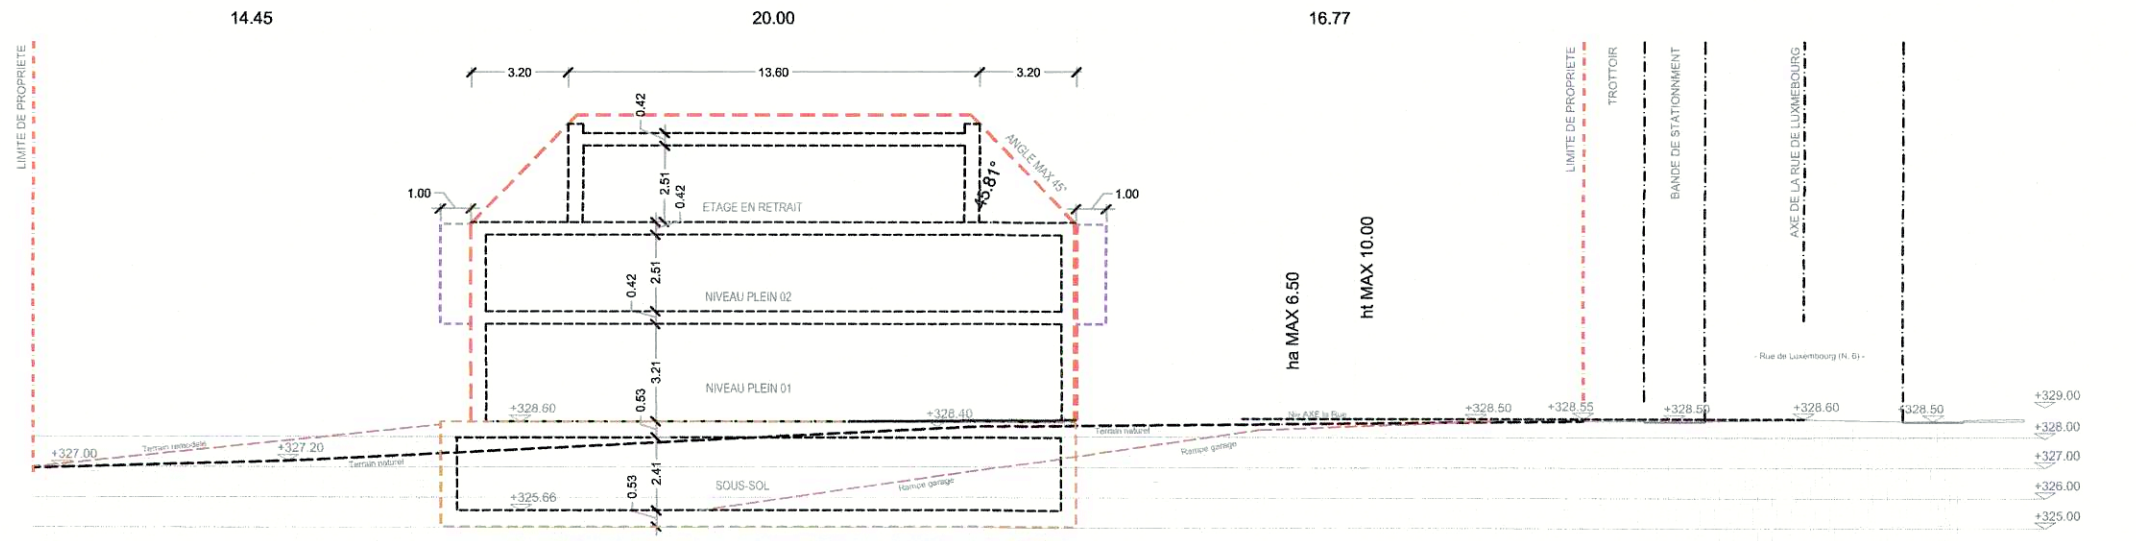 14.45
20.00
16.77
3.20
13.60
3.20
LIMITE DE PROPRIETE
LIMITE DE PROPRIETE
TROTTOIR
BANDE DE STATIONNMENT
AXE DE LA RUE DE LUXMEBOURG
0.42
ANGLE MAX 45°
45.81°
1.00
1.00
2.51
0.42
ETAGE EN RETRAIT
2.51
0.42
NIVEAU PLEIN 02
ha MAX 6.50
ht MAX 10.00
3.21
NIVEAU PLEIN 01
0.53
- Rue de Luxembourg (N. 6) -
+328.60
+328.40
Niv AXE la Rue
+328.50
+328.55
+328.50
+328.60
+328.50
+329.00
+328.00
+327.00
+326.00
+325.00
Terrain remodelé
+327.00
+327.20
Terrain naturel
Terrain naturel
Rampe garage
Rampe garage
2.41
SOUS-SOL
0.53
+325.66